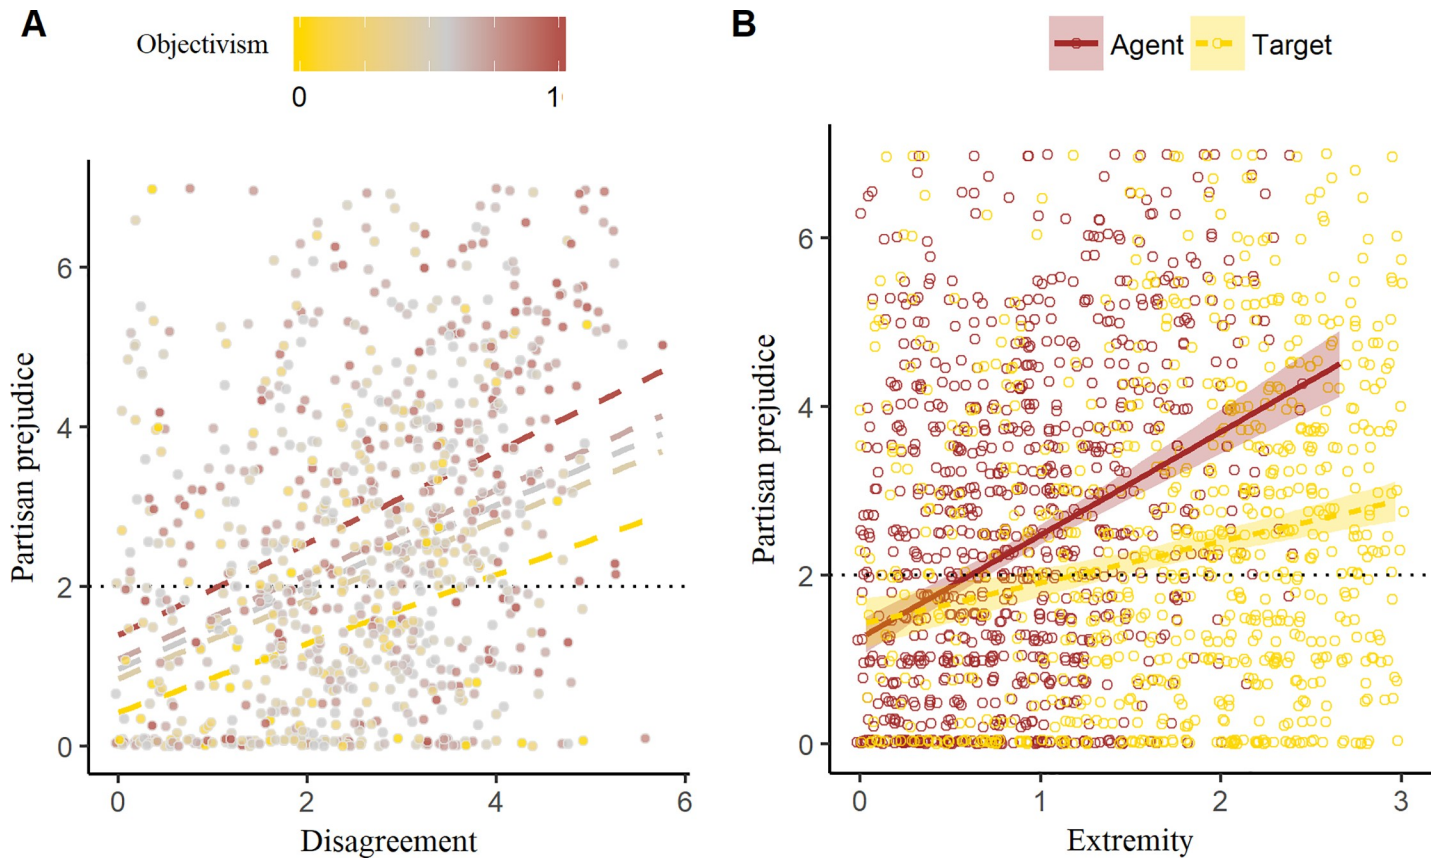 A
Objectivism
0
1
Partisan prejudice
6
4
2
0
0 2 4 6
Disagreement
B
Agent Target
Partisan prejudice
6
4
2
0
0 1 2 3
Extremity